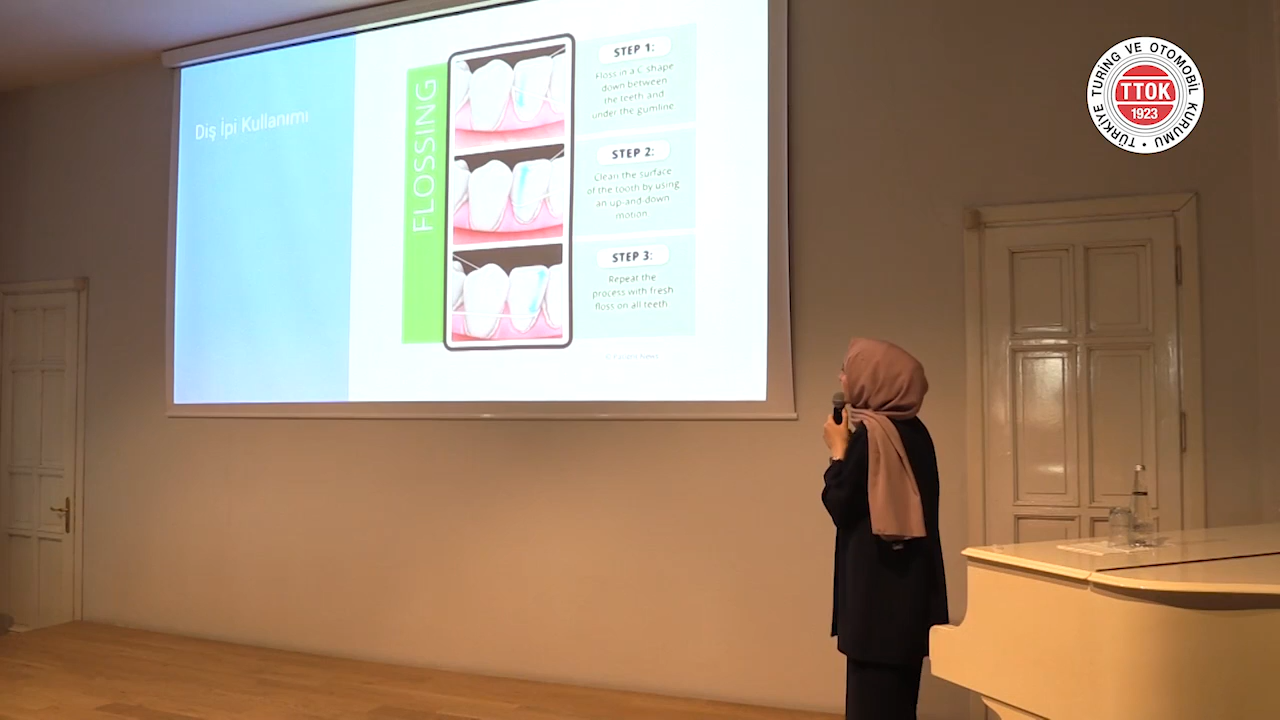 Diş İpi Kullanımı
FLOSSING
STEP 1:
Floss in a C shape
down between
the teeth and
under the gumline
STEP 2:
Clean the surface
of the tooth by using
an up-and-down
motion
STEP 3:
Repeat the
process with fresh
floss on all teeth
TÜRKİYE TURİNG VE OTOMOBİL KURUMU
TTOK
1923